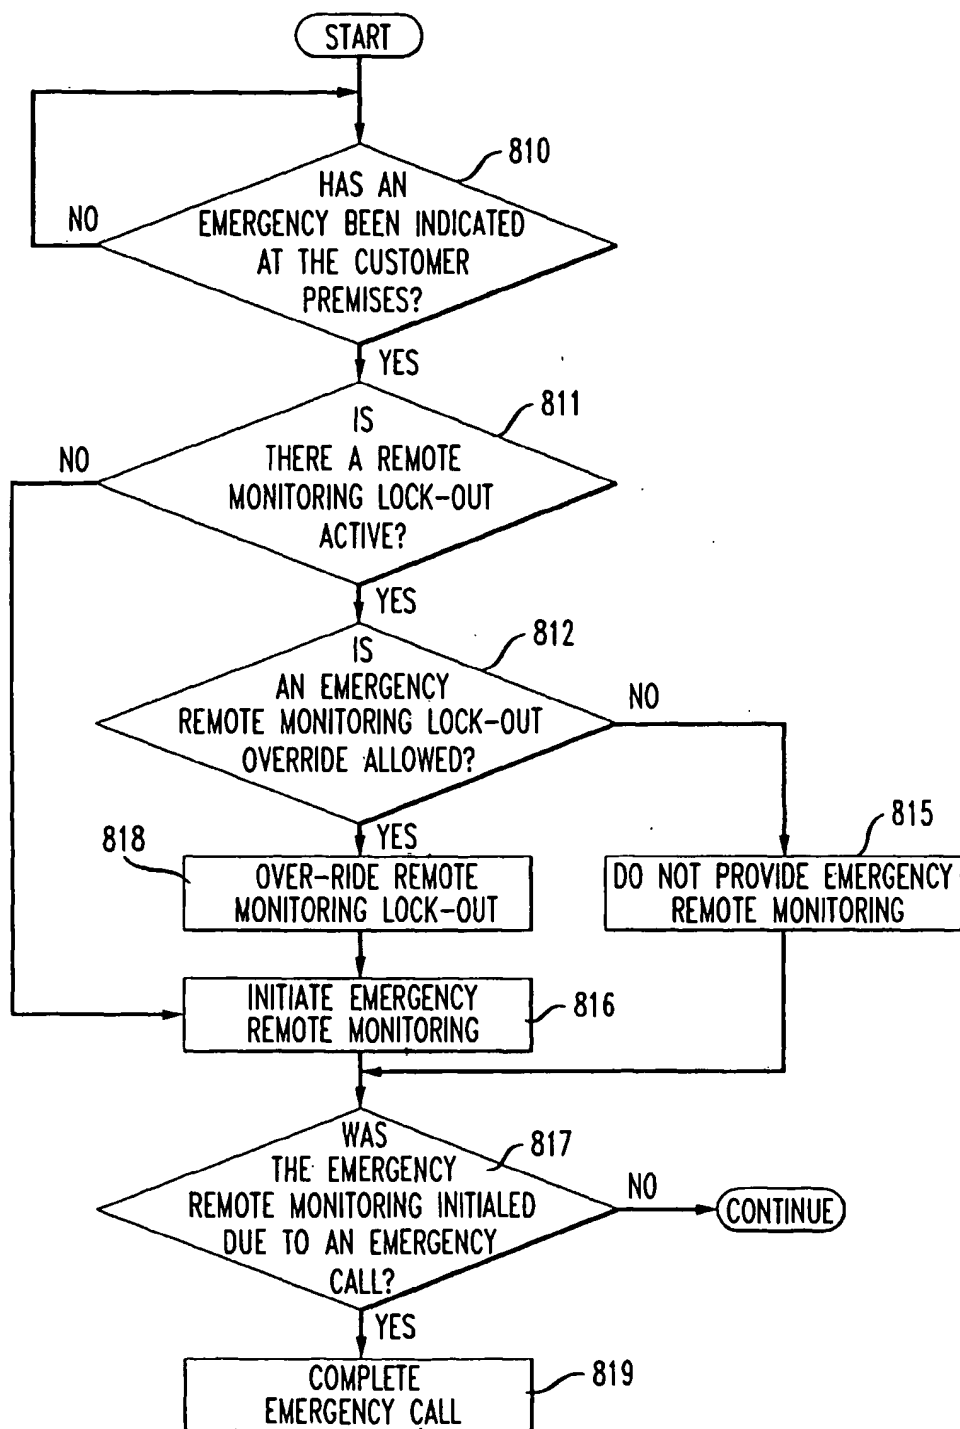 START
810
HAS AN
EMERGENCY BEEN INDICATED
AT THE CUSTOMER
PREMISES?
NO
YES
811
IS
THERE A REMOTE
MONITORING LOCK-OUT
ACTIVE?
NO
YES
812
IS
AN EMERGENCY
REMOTE MONITORING LOCK-OUT
OVERRIDE ALLOWED?
NO
YES
818
OVER-RIDE REMOTE
MONITORING LOCK-OUT
815
DO NOT PROVIDE EMERGENCY
REMOTE MONITORING
INITIATE EMERGENCY
REMOTE MONITORING
816
WAS
THE EMERGENCY
REMOTE MONITORING INITIALED
DUE TO AN EMERGENCY
CALL?
817
NO
CONTINUE
YES
COMPLETE
EMERGENCY CALL
819